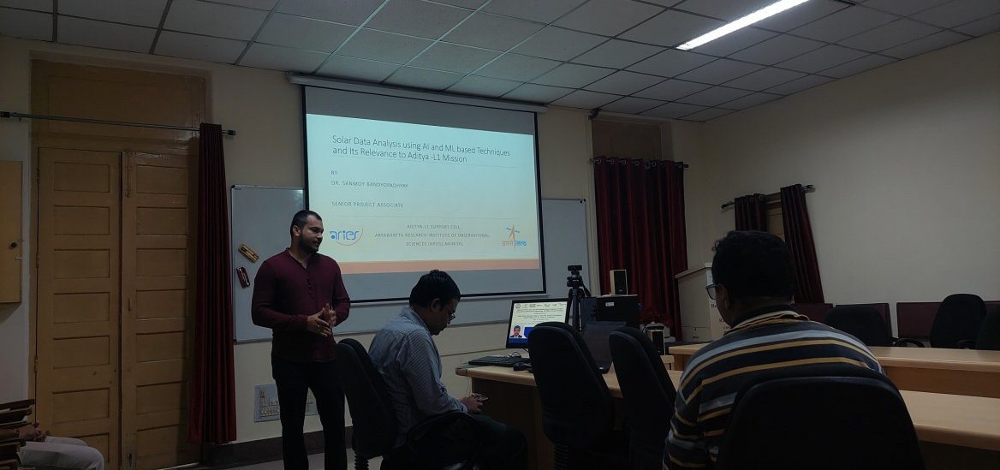 Solar Data Analysis using AI and ML based Techniques
and Its Relevance to Aditya -L1 Mission
BY
DR. SANMOY BANDYOPADHYAY
SENIOR PROJECT ASSOCIATE
ADITYA-L1 SUPPORT CELL,
ARYABHATTA RESEARCH INSTITUTE OF OBSERVATIONAL
SCIENCES (ARIES), NAINITAL
aries
इसरो isro